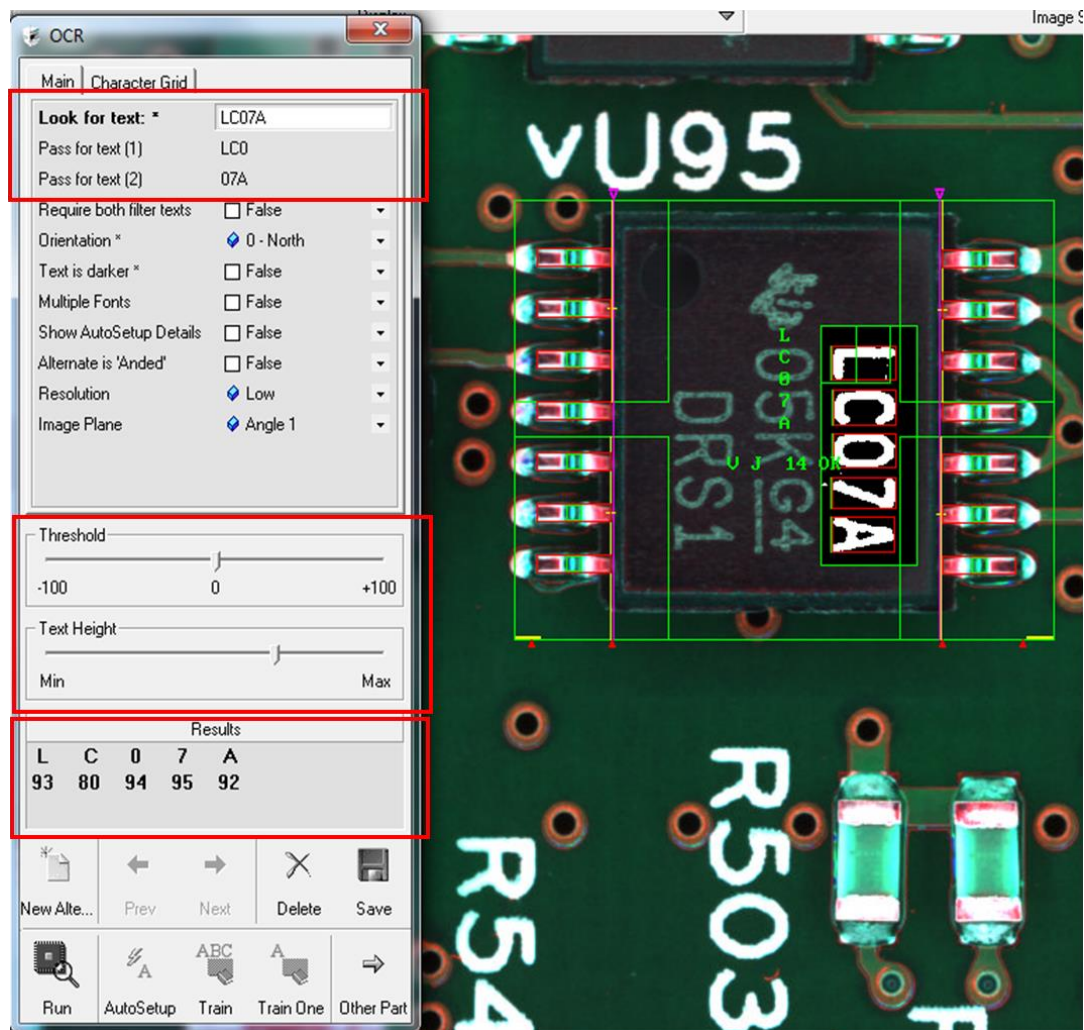 Image S
OCR
Main
Character Grid
Look for text: * LC07A
Pass for text (1) LC0
Pass for text (2) 07A
Require both filter texts False
Orientation * 0 - North
Text is darker * False
Multiple Fonts False
Show AutoSetup Details False
Alternate is 'Anded' False
Resolution Low
Image Plane Angle 1
Threshold
-100 0 +100
Text Height
Min Max
Results
L C 0 7 A
93 80 94 95 92
New Alte... Prev Next Delete Save
Run AutoSetup Train Train One Other Part
vU95
LC07A
LC07A
05KG4
DRS1
V J 14 OK
R503
R54